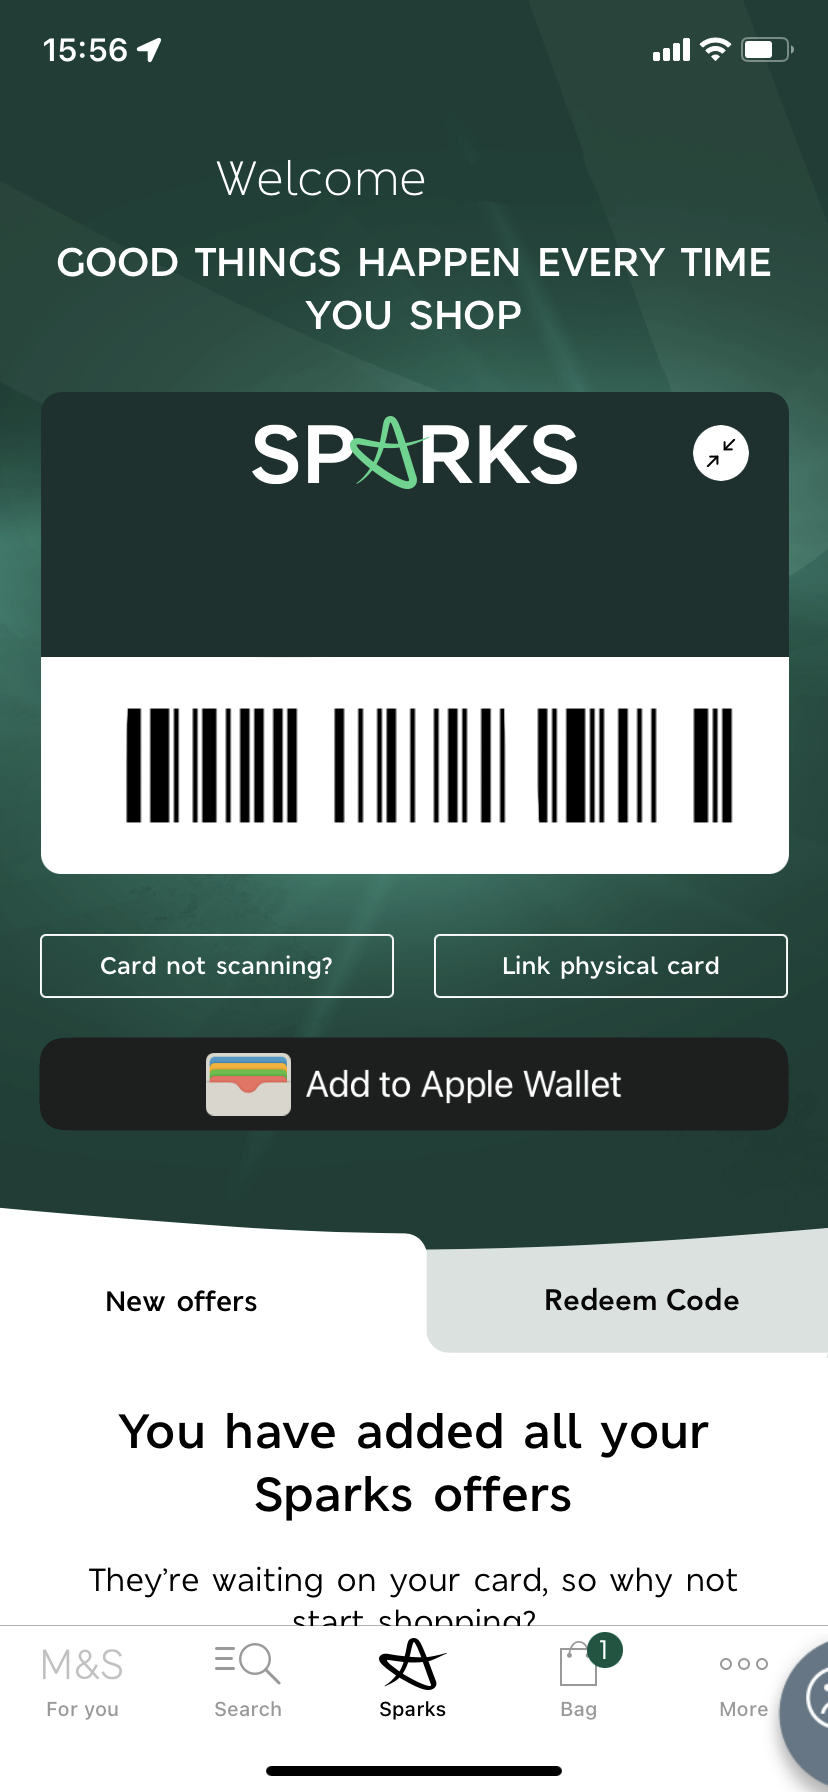 15:56
Welcome
GOOD THINGS HAPPEN EVERY TIME
YOU SHOP
SPARKS
Card not scanning?
Link physical card
Add to Apple Wallet
New offers
Redeem Code
You have added all your
Sparks offers
They're waiting on your card, so why not
start shopping?
1
M&S
For you
Search
Sparks
Bag
More